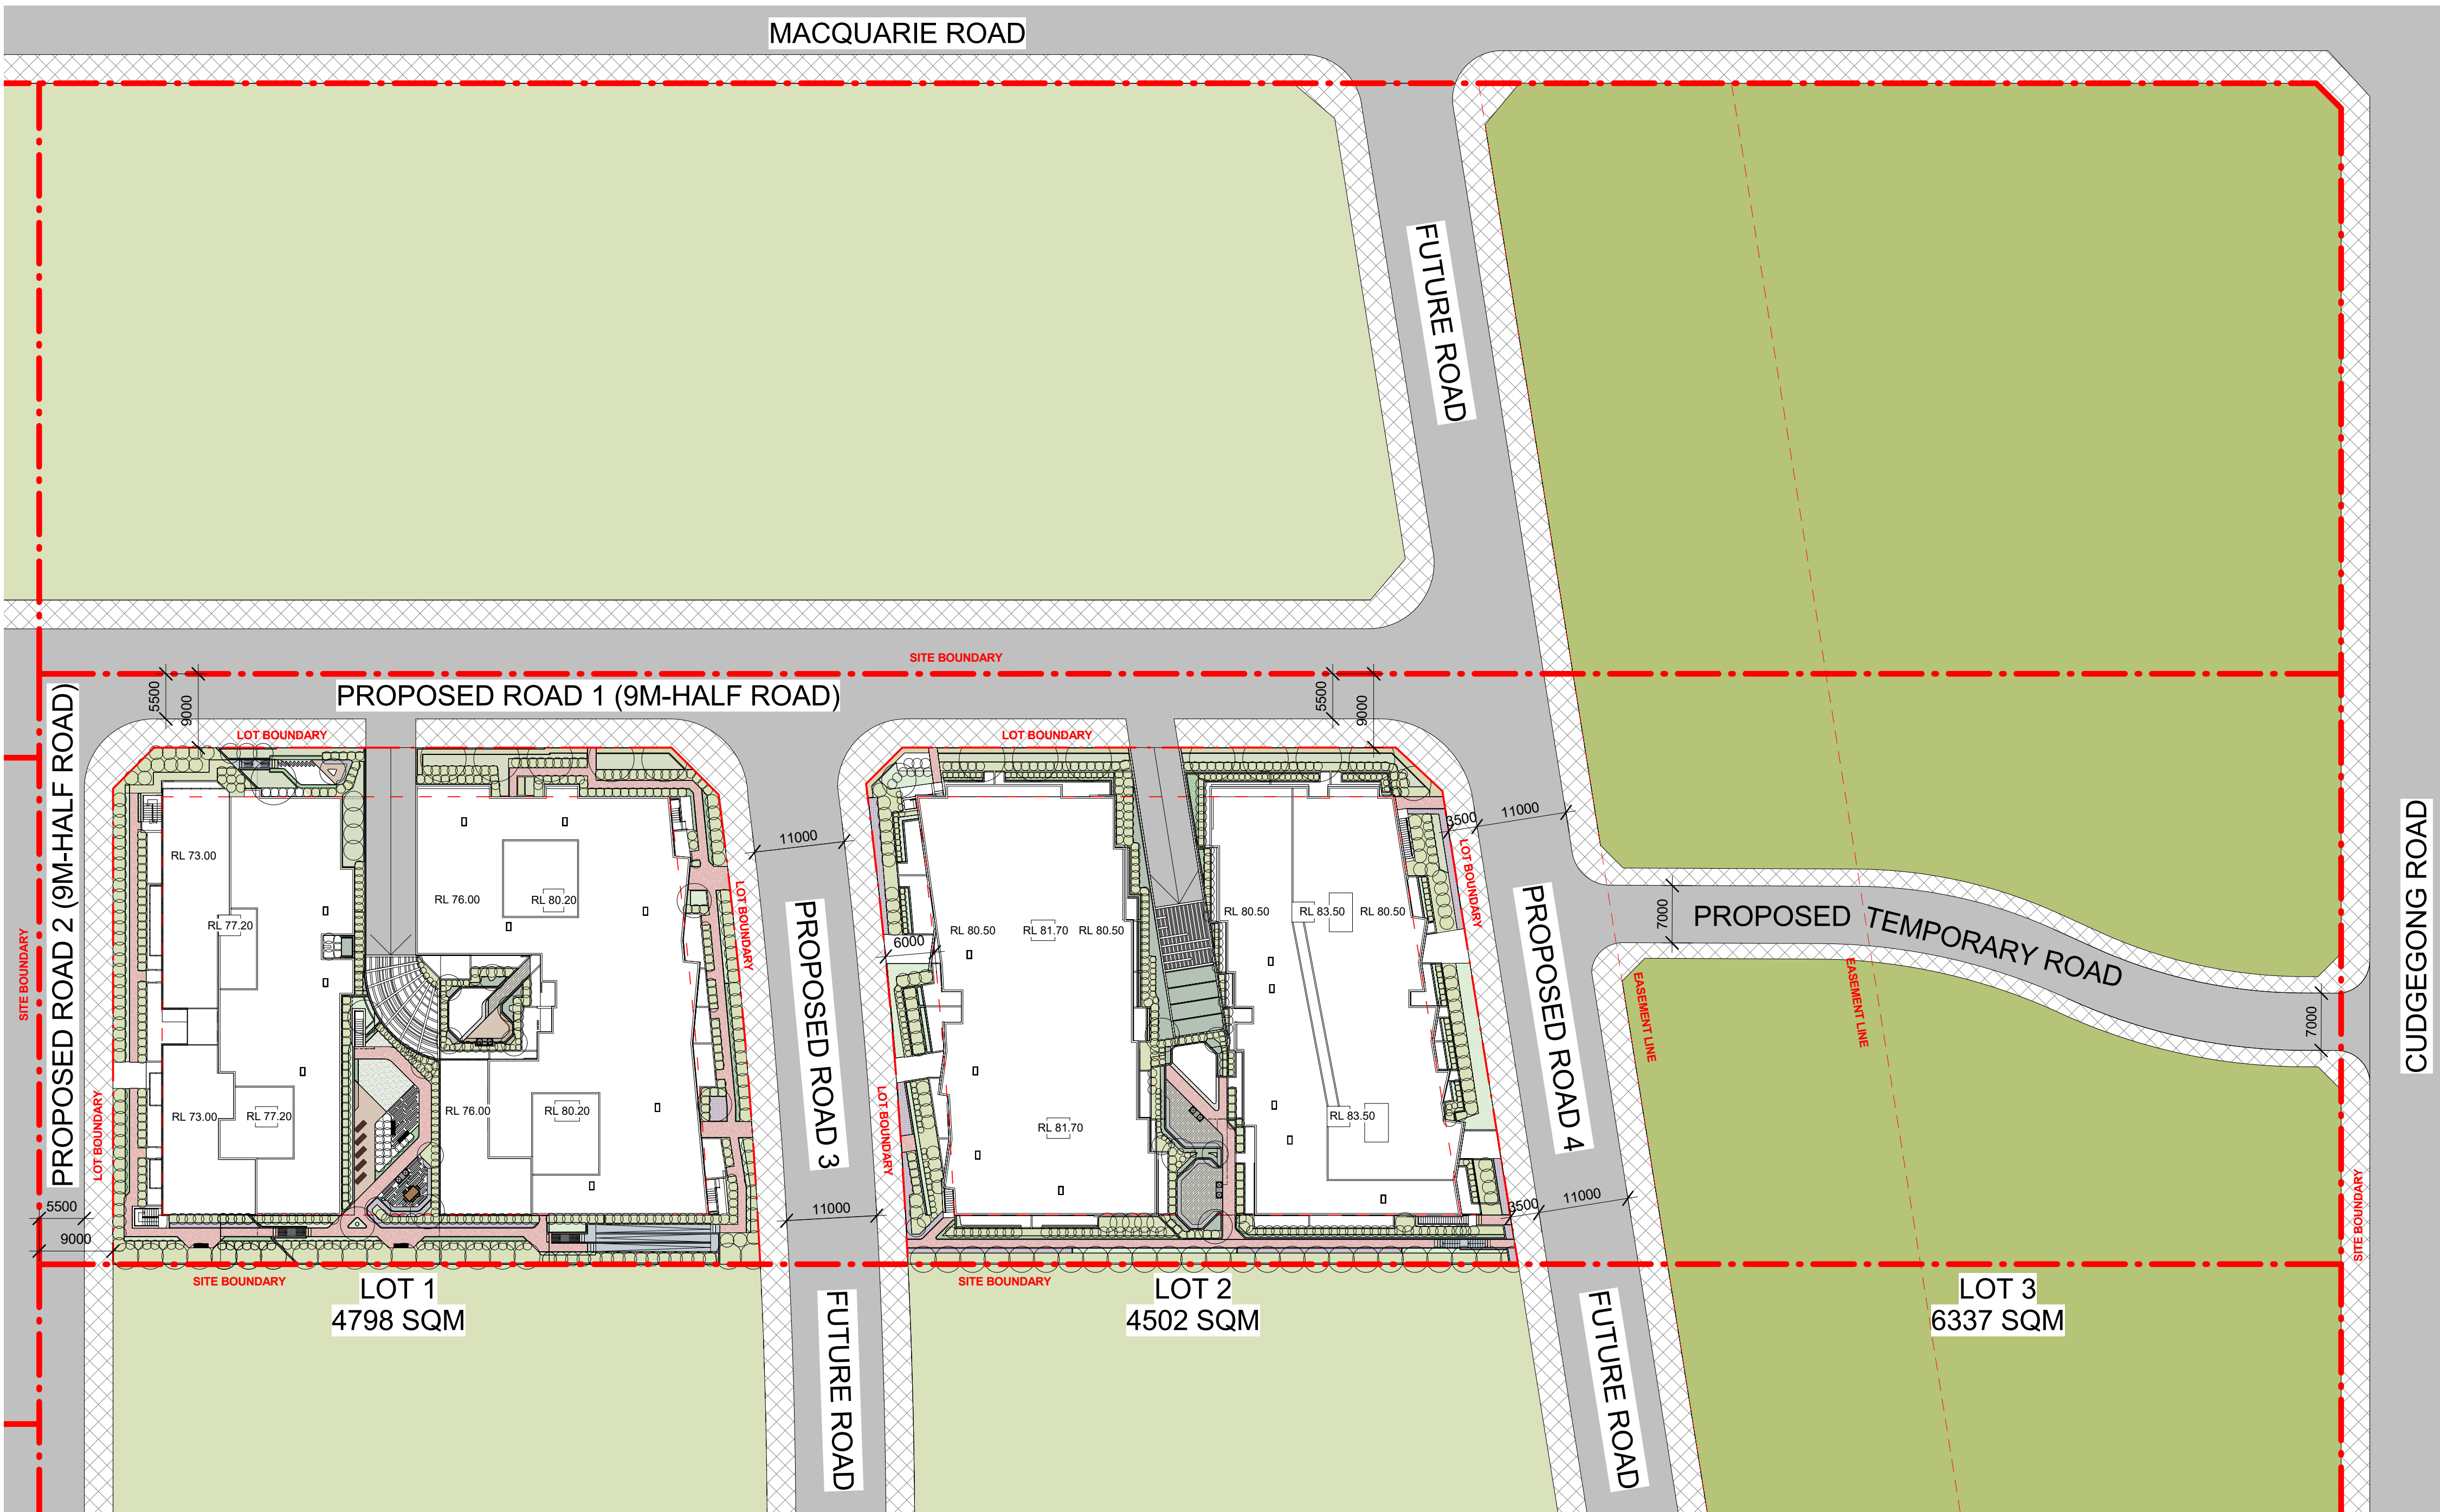 MACQUARIE ROAD
FUTURE ROAD
SITE BOUNDARY
PROPOSED ROAD 1 (9M-HALF ROAD)
5500
9000
5500
9000
LOT BOUNDARY
LOT BOUNDARY
PROPOSED ROAD 2 (9M-HALF ROAD)
SITE BOUNDARY
LOT BOUNDARY
5500
9000
RL 73.00
RL 77.20
RL 76.00
RL 80.20
RL 73.00
RL 77.20
RL 76.00
RL 80.20
LOT BOUNDARY
11000
PROPOSED ROAD 3
11000
LOT BOUNDARY
6000
RL 80.50
RL 81.70
RL 80.50
RL 81.70
RL 80.50
RL 83.50
RL 80.50
RL 83.50
3500
11000
LOT BOUNDARY
PROPOSED ROAD 4
3500
11000
7000
PROPOSED TEMPORARY ROAD
7000
EASEMENT LINE
EASEMENT LINE
CUDGEGONG ROAD
SITE BOUNDARY
SITE BOUNDARY
LOT 1
4798 SQM
SITE BOUNDARY
LOT 2
4502 SQM
LOT 3
6337 SQM
FUTURE ROAD
FUTURE ROAD